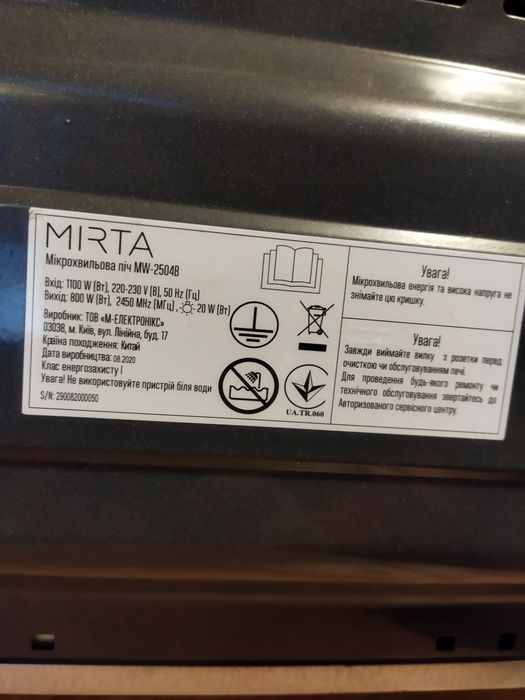 MIRTA
Мікрохвильова піч MW-2504B
Вхід: 1100 W (Вт), 220-230 V (В), 50 Hz (Гц)
Вихід: 800 W (Вт), 2450 MHz (МГц), 20 W (Вт)
Виробник: ТОВ «М-ЕЛЕКТРОНІКС»
03038, м. Київ, вул. Лінійна, буд. 17
Країна походження: Китай
Дата виробництва: 08.2020
Клас енергозахисту I
Увага! Не використовуйте пристрій біля води
S/N: 290082000050
UA.TR.060
Увага!
Мікрохвильова енергія та висока напруга не
знімайте цю кришку.
Увага!
Завжди виймайте вилку з розетки перед
очисткою чи обслуговуванням печі.
Для проведення будь-якого ремонту чи
технічного обслуговування звертайтесь до
Авторизованого сервісного центру.